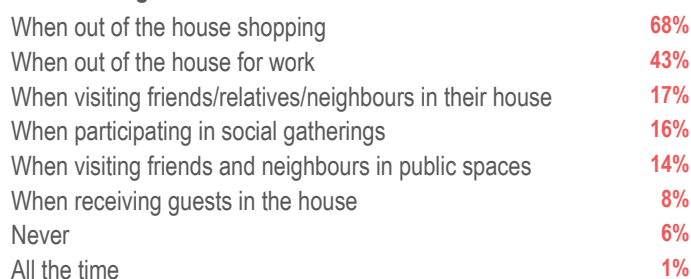 When out of the house shopping 68%
When out of the house for work 43%
When visiting friends/relatives/neighbours in their house 17%
When participating in social gatherings 16%
When visiting friends and neighbours in public spaces 14%
When receiving guests in the house 8%
Never 6%
All the time 1%